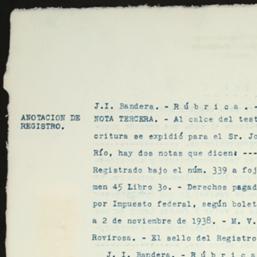 J.I. Bandera. - R ú b r i c a. -
ANOTACION DE
REGISTRO.
NOTA TERCERA. - Al calce del test
critura se expidió para el Sr. Jo
Río, hay dos notas que dicen: ---
Registrado bajo el núm. 339 a foj
men 45 Libro 3o. - Derechos pagad
por Impuesto federal, según bolet
a 2 de noviembre de 1938. - M. V.
Rovirosa. - El sello del Registro
J. I. Bandera. - R ú b r i c a